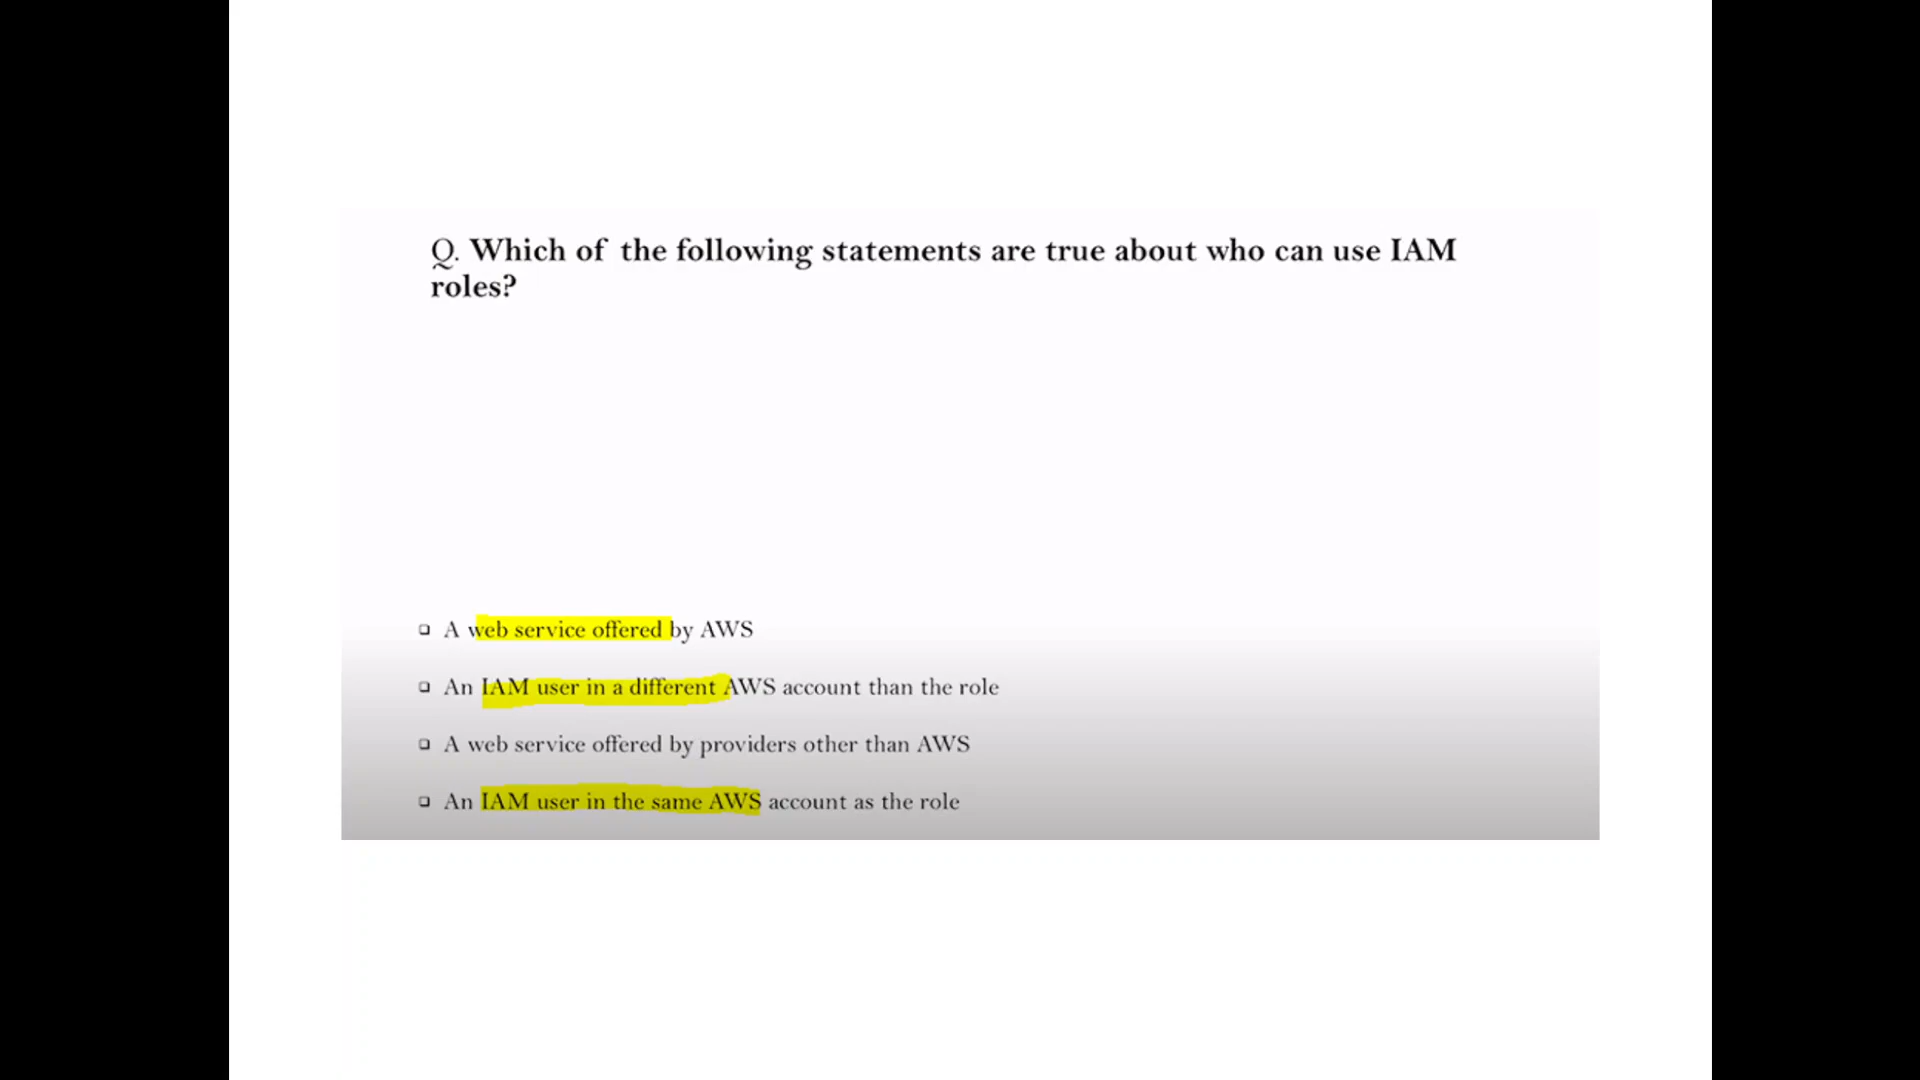 Q. Which of the following statements are true about who can use IAM
roles?
A web service offered by AWS
An IAM user in a different AWS account than the role
A web service offered by providers other than AWS
An IAM user in the same AWS account as the role